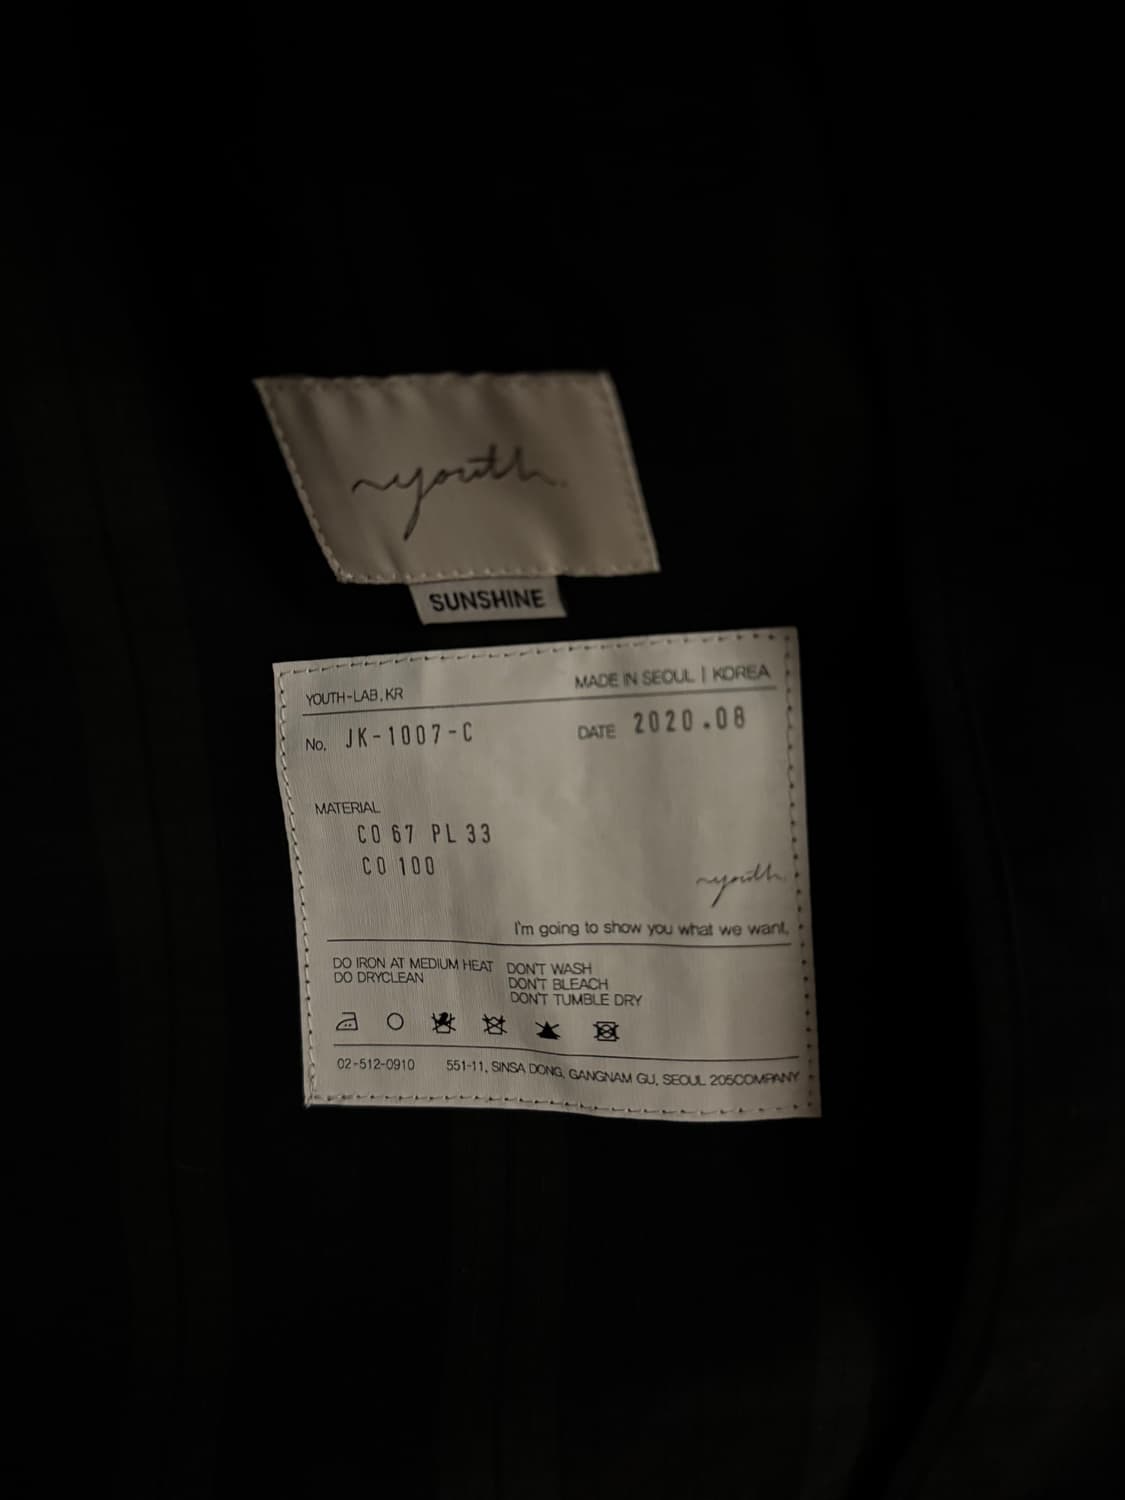 youth.
SUNSHINE
YOUTH-LAB.KR MADE IN SEOUL | KOREA
No. JK-1007-C DATE 2020.08
MATERIAL
CO 67 PL 33
CO 100
youth.
I'm going to show you what we want.
DO IRON AT MEDIUM HEAT DON'T WASH
DO DRYCLEAN DON'T BLEACH
DON'T TUMBLE DRY
02-512-0910 551-11, SINSA DONG, GANGNAM GU, SEOUL 205COMPANY